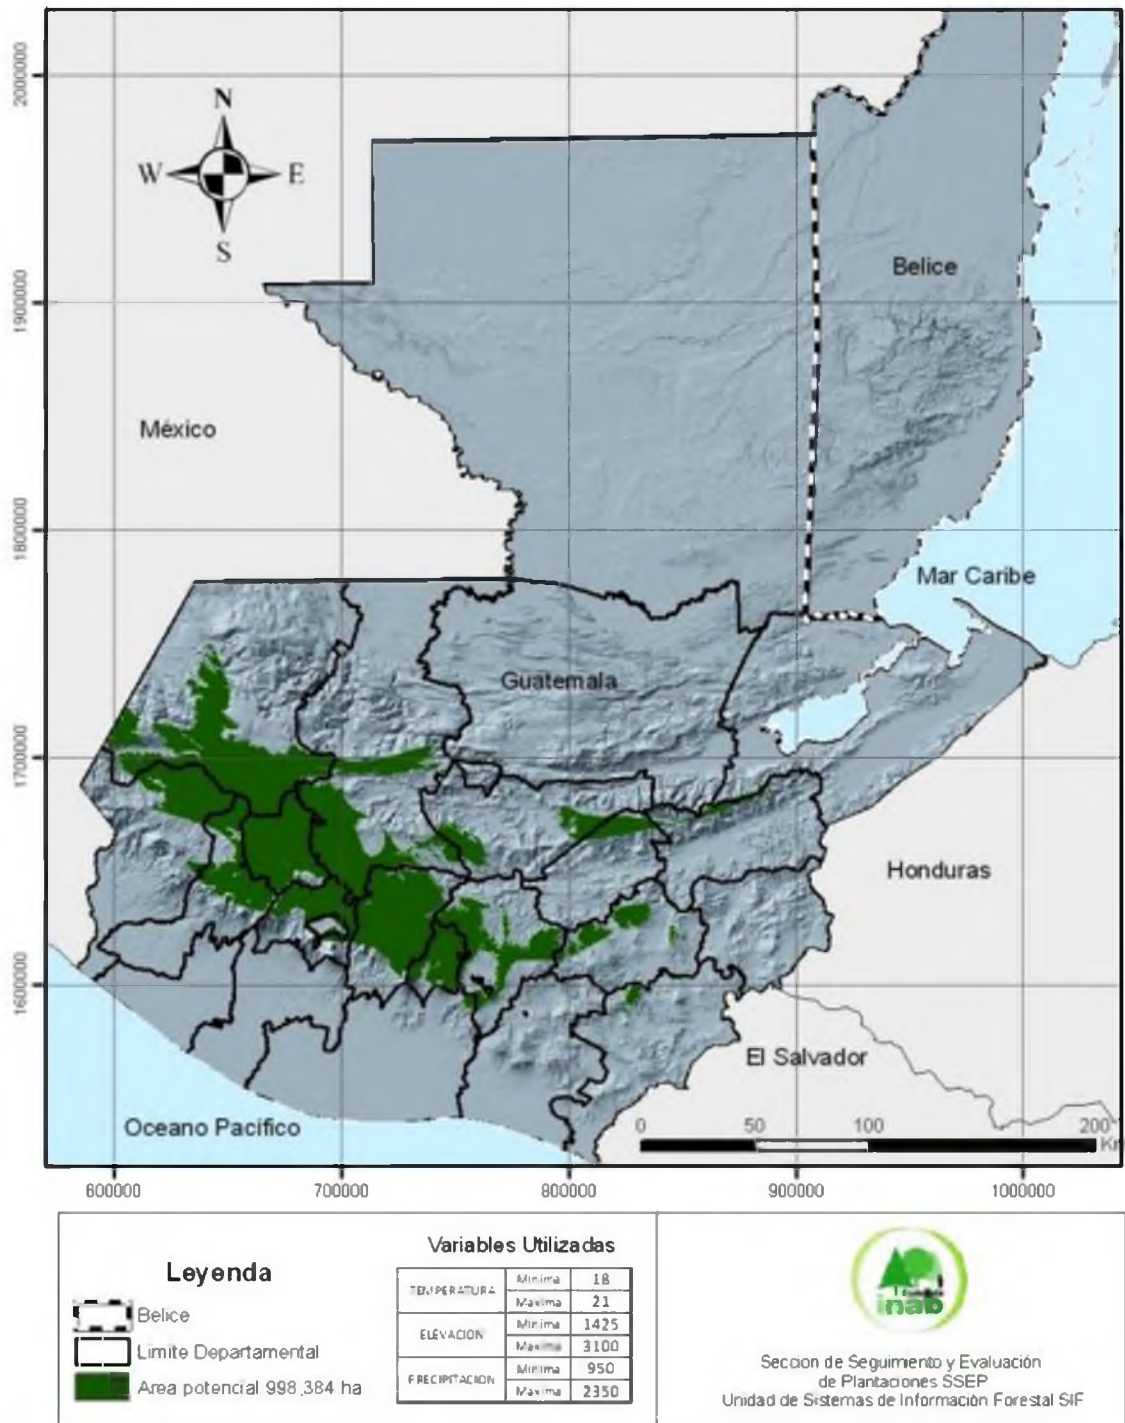 N
W E
S
2000000
1900000
1800000
1700000
1600000
México
Belice
Mar Caribe
Guatemala
Honduras
El Salvador
Oceano Pacifico
0 50 100 200
Km
600000 700000 800000 900000 1000000
Leyenda
Belice
Limite Departamental
Area potencial 998,384 ha
Variables Utilizadas
TEMPERATURA Minima 18
Maxima 21
ELEVACION Minima 1425
Maxima 3100
PRECIPITACION Minima 950
Maxima 2350
inab
Seccion de Seguimiento y Evaluación
de Plantaciones SSEP
Unidad de Sistemas de Información Forestal SIF